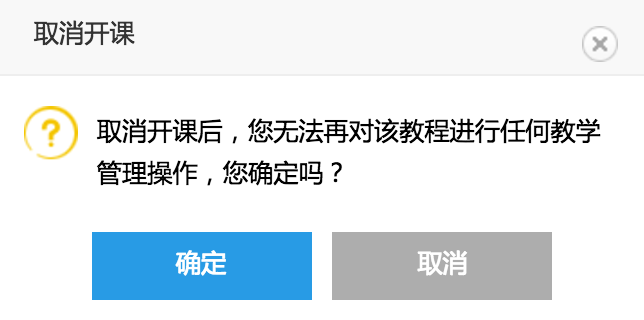 取消开课
取消开课后，您无法再对该教程进行任何教学
管理操作，您确定吗？
确定
取消